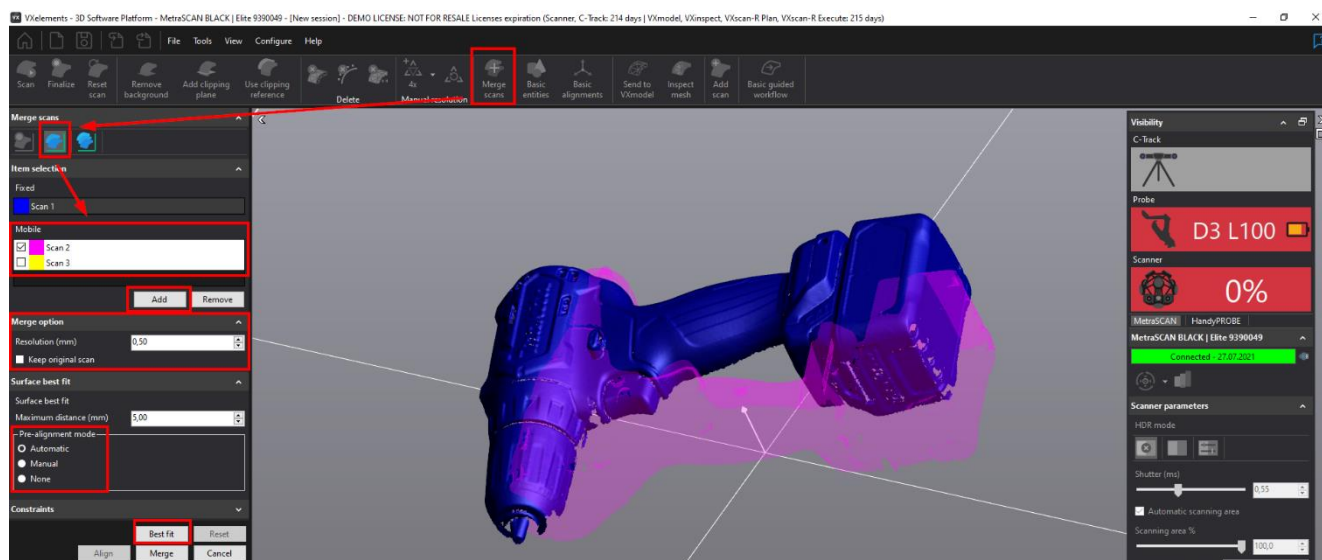 VXelements - 3D Software Platform - MetraSCAN BLACK | Elite 9390049 - [New session] - DEMO LICENSE: NOT FOR RESALE Licenses expiration (Scanner, C-Track: 214 days | VXmodel, VXinspect, VXscan-R Plan, VXscan-R Execute: 215 days)
File Tools View Configure Help
Scan Finalize Reset scan Remove background Add clipping plane Use clipping reference Delete 4x Manual resolution Merge scans Basic entities Basic alignments Send to VXmodel Inspect mesh Add scan Basic guided workflow
Merge scans
Item selection
Fixed
Scan 1
Mobile
Scan 2
Scan 3
Add Remove
Merge option
Resolution (mm) 0,50
Keep original scan
Surface best fit
Surface best fit
Maximum distance (mm) 5,00
Pre-alignment mode
Automatic
Manual
None
Constraints
Best fit Reset
Align Merge Cancel
Visibility
C-Track
Probe
D3 L100
Scanner
0%
MetraSCAN HandyPROBE
MetraSCAN BLACK | Elite 9390049
Connected - 27.07.2021
Scanner parameters
HDR mode
Shutter (ms)
0,55
Automatic scanning area
Scanning area %
100,0